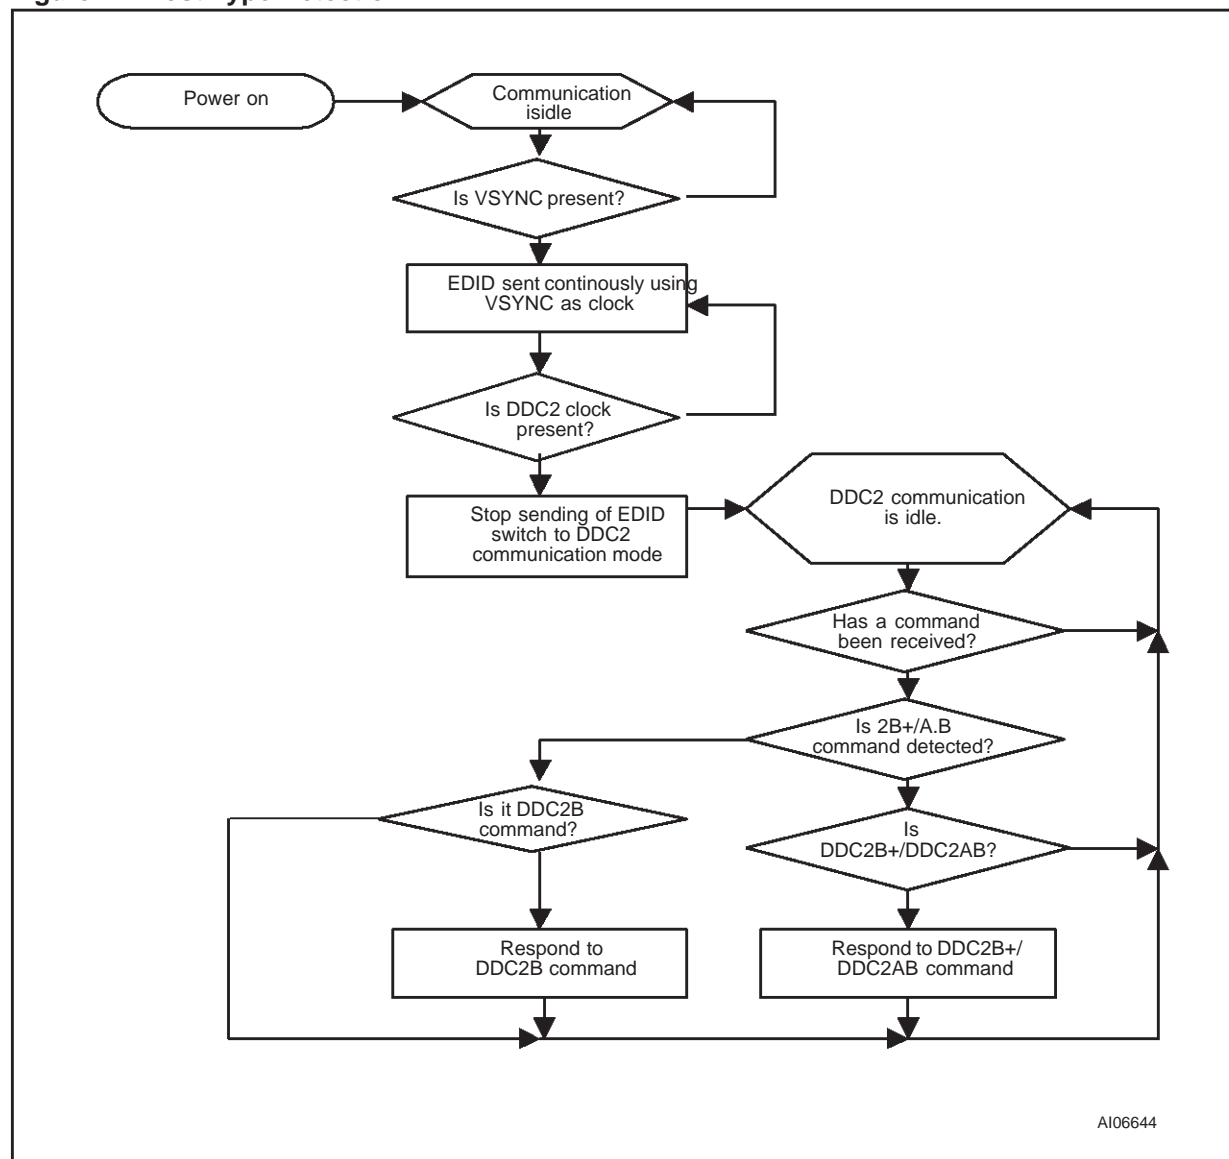 Power on
Communication
isidle
Is VSYNC present?
EDID sent continously using
VSYNC as clock
Is DDC2 clock
present?
Stop sending of EDID
switch to DDC2
communication mode
DDC2 communication
is idle.
Has a command
been received?
Is 2B+/A.B
command detected?
Is it DDC2B
command?
Is
DDC2B+/DDC2AB?
Respond to
DDC2B command
Respond to DDC2B+/
DDC2AB command
AI06644